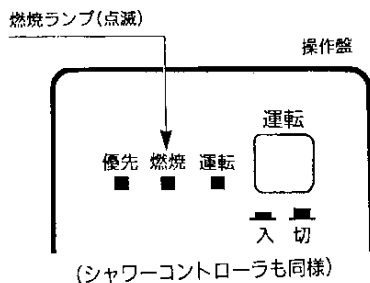 燃焼ランプ(点滅)
操作盤
運転
優先 燃焼 運転
入 切
(シャワーコントローラも同様)